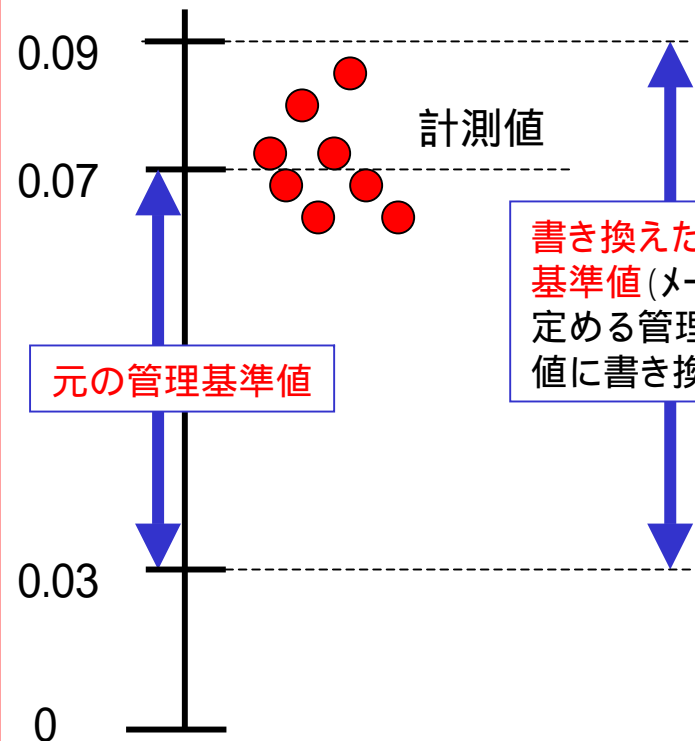 0.09
計測値
0.07
書き換えた
基準値(メー
定める管理
値に書き換
元の管理基準値
0.03
0